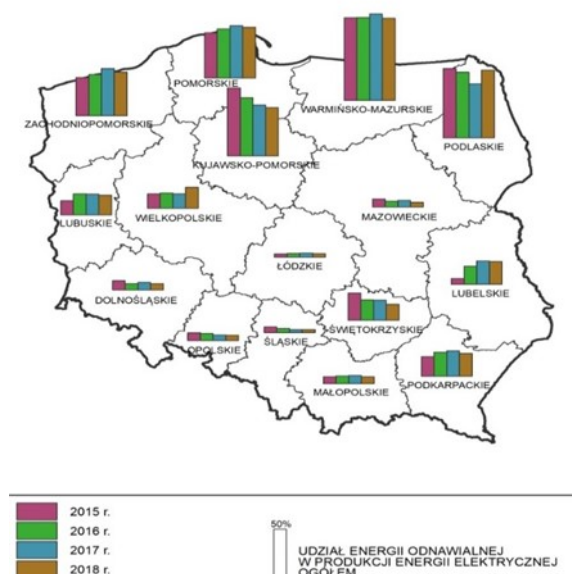 POMORSKIE
WARMIŃSKO-MAZURSKIE
ZACHODNIOPOMORSKIE
PODLASKIE
KUJAWSKO-POMORSKIE
LUBUSKIE
WIELKOPOLSKIE
MAZOWIECKIE
ŁÓDZKIE
LUBELSKIE
DOLNOŚLĄSKIE
ŚWIĘTOKRZYSKIE
OPOLSKIE
ŚLĄSKIE
MAŁOPOLSKIE
PODKARPACKIE
2015 r.
2016 r.
2017 r.
2018 r.
50%
UDZIAŁ ENERGII ODNAWIALNEJ
W PRODUKCJI ENERGII ELEKTRYCZNEJ
OGÓŁEM